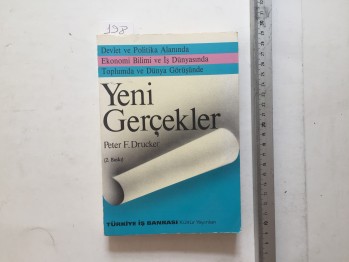 198
Devlet ve Politika Alanında
Ekonomi Bilimi ve İş Dünyasında
Toplumda ve Dünya Görüşünde
Yeni
Gerçekler
Peter F. Drucker
(2. Baskı)
TÜRKİYE İŞ BANKASI Kültür Yayınları